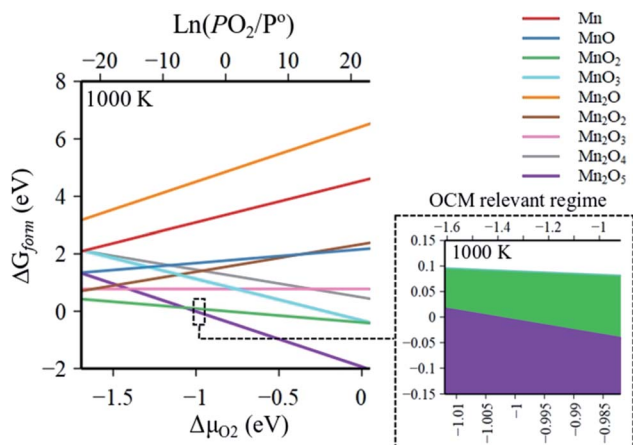 Ln(PO₂/Pº)
−20 −10 0 10 20
8
6
4
2
0
−2
ΔG_form (eV)
1000 K
−1.5 −1 −0.5 0
Δμ_O2 (eV)
Mn
MnO
MnO₂
MnO₃
Mn₂O
Mn₂O₂
Mn₂O₃
Mn₂O₄
Mn₂O₅
OCM relevant regime
−1.6 −1.4 −1.2 −1
0.15
0.1
0.05
0
−0.05
−0.1
−0.15
1000 K
−1.01 −1.005 −1 −0.995 −0.99 −0.985